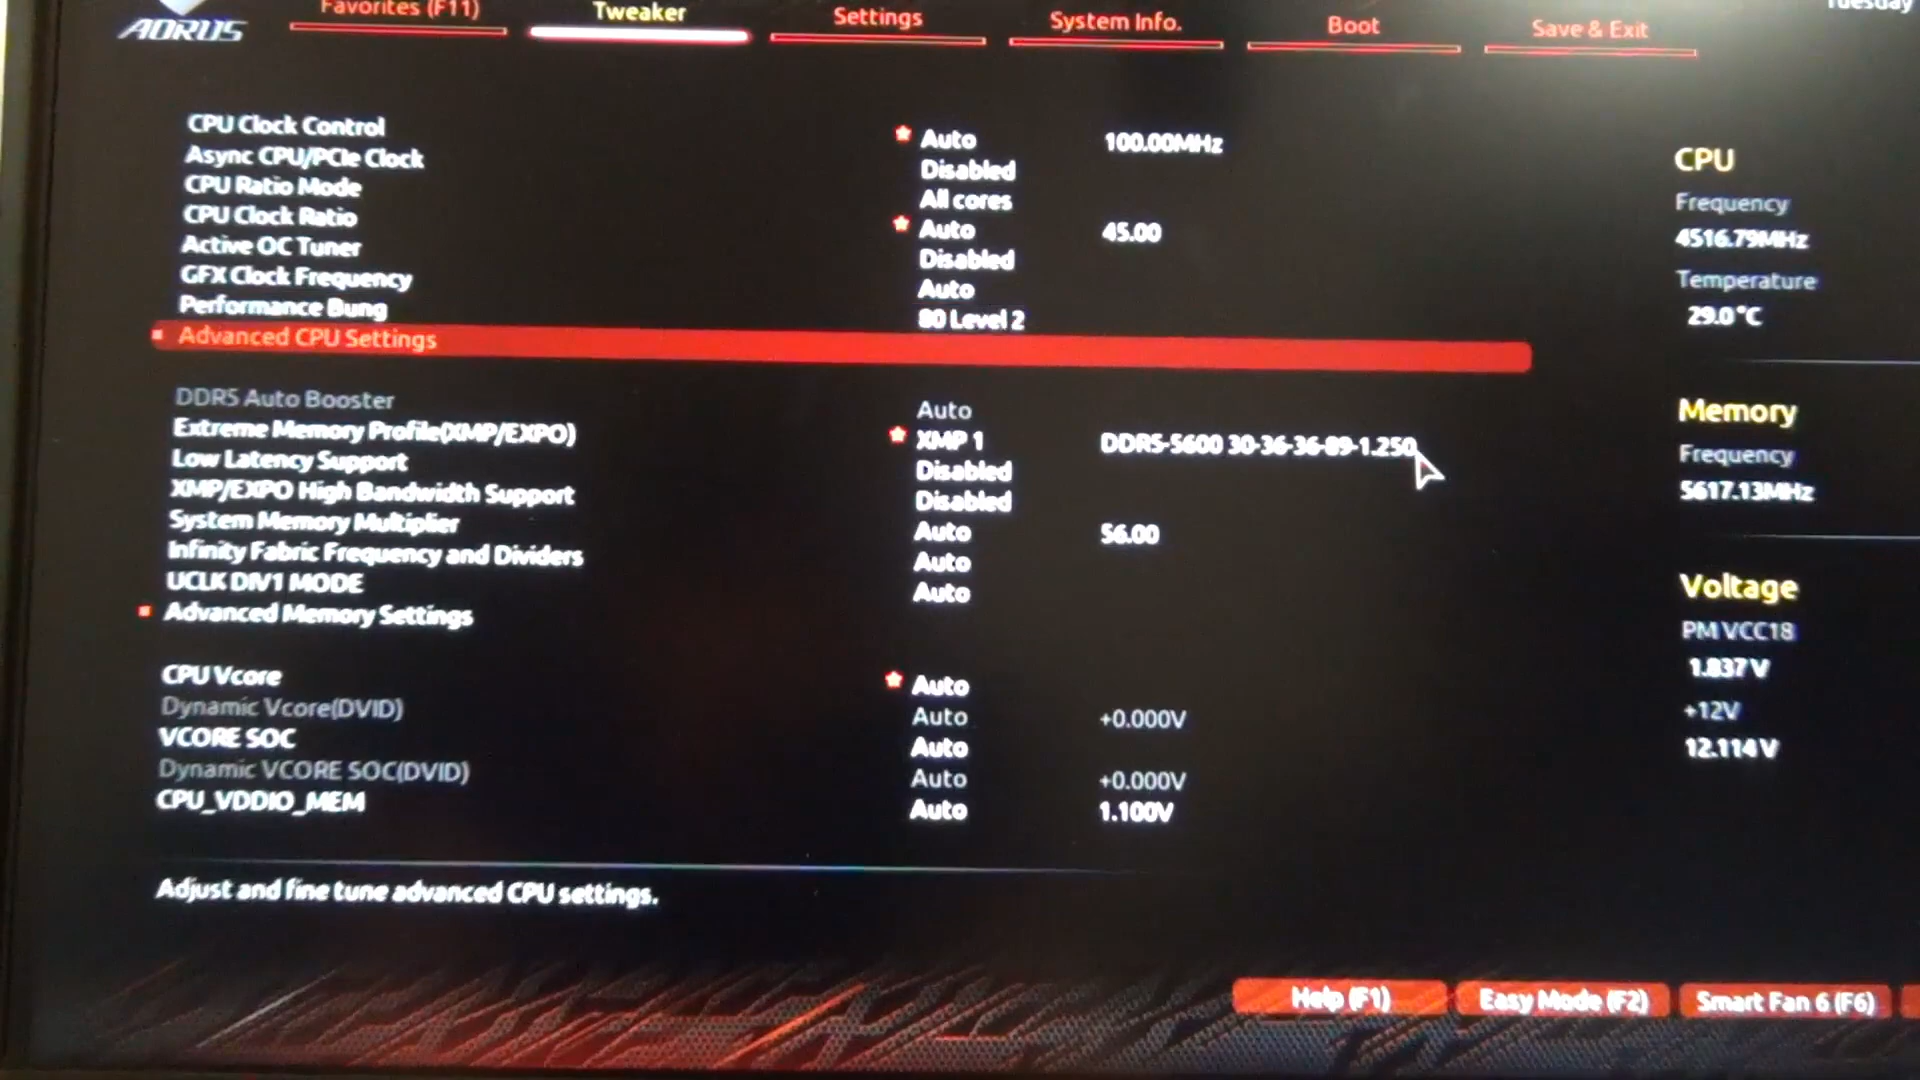 AORUS
Favorites (F11) Tweaker Settings System Info. Boot Save & Exit
CPU Clock Control Auto 100.00MHz
Async CPU/PCIe Clock Disabled
CPU Ratio Mode All cores
CPU Clock Ratio Auto 45.00
Active OC Tuner Disabled
GFX Clock Frequency Auto
Performance Bung 80 Level 2
Advanced CPU Settings
DDR5 Auto Booster Auto
Extreme Memory Profile(XMP/EXPO) XMP 1 DDR5-5600 30-36-36-89-1.250
Low Latency Support Disabled
XMP/EXPO High Bandwidth Support Disabled
System Memory Multiplier Auto 56.00
Infinity Fabric Frequency and Dividers Auto
UCLK DIV1 MODE Auto
Advanced Memory Settings
CPU Vcore Auto
Dynamic Vcore(DVID) Auto +0.000V
VCORE SOC Auto
Dynamic VCORE SOC(DVID) Auto +0.000V
CPU_VDDIO_MEM Auto 1.100V
Adjust and fine tune advanced CPU settings.
Tuesday
CPU
Frequency
4516.79MHz
Temperature
29.0°C
Memory
Frequency
5617.13MHz
Voltage
PM VCC18
1.837 V
+12V
12.114 V
Help (F1) Easy Mode (F2) Smart Fan 6 (F6)